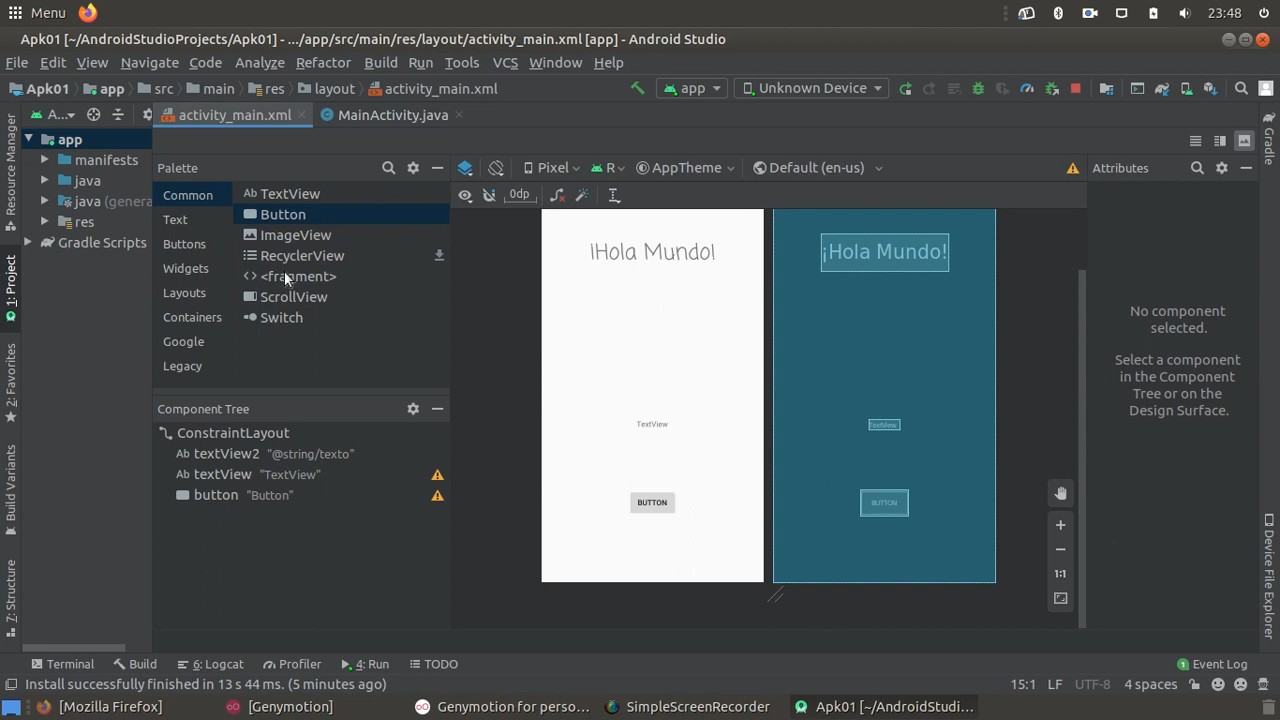 Menu
23:48
Apk01 [~/AndroidStudioProjects/Apk01] - .../app/src/main/res/layout/activity_main.xml [app] - Android Studio
File Edit View Navigate Code Analyze Refactor Build Run Tools VCS Window Help
Apk01 app src main res layout activity_main.xml app Unknown Device
A... activity_main.xml MainActivity.java
app
manifests
java
java (genera
res
Gradle Scripts
Resource Manager
1: Project
2: Favorites
Build Variants
7: Structure
Palette
Common
Text
Buttons
Widgets
Layouts
Containers
Google
Legacy
Ab TextView
Button
ImageView
RecyclerView
<fragment>
ScrollView
Switch
Component Tree
ConstraintLayout
Ab textView2 "@string/texto"
Ab textView "TextView"
button "Button"
Pixel R AppTheme Default (en-us)
0dp
¡Hola Mundo!
TextView
BUTTON
¡Hola Mundo!
TextView
BUTTON
1:1
Attributes
No component
selected.
Select a component
in the Component
Tree or on the
Design Surface.
Gradle
Device File Explorer
Terminal Build 6: Logcat Profiler 4: Run TODO 1 Event Log
Install successfully finished in 13 s 44 ms. (5 minutes ago) 15:1 LF UTF-8 4 spaces
[Mozilla Firefox] [Genymotion] Genymotion for perso... SimpleScreenRecorder Apk01 [~/AndroidStudi...